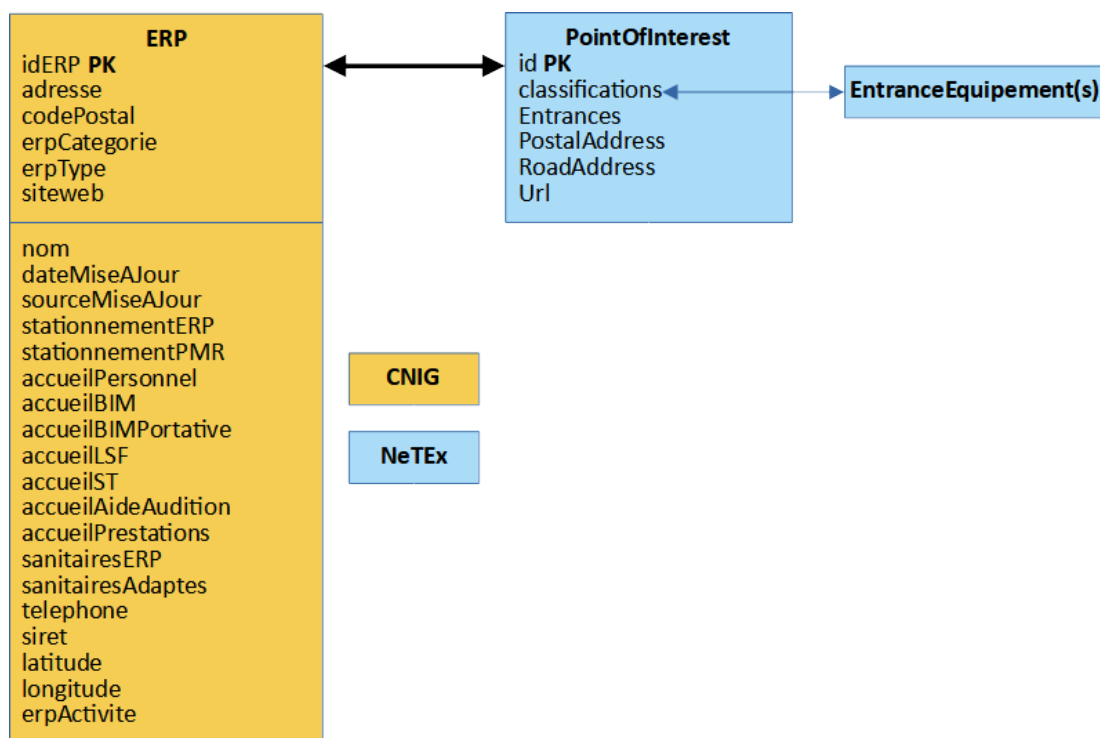 ERP
idERP PK
adresse
codePostal
erpCategorie
erpType
siteweb
nom
dateMiseAJour
sourceMiseAJour
stationnementERP
stationnementPMR
accueilPersonnel
accueilBIM
accueilBIMPortative
accueilLSF
accueilST
accueilAideAudition
accueilPrestations
sanitairesERP
sanitairesAdaptes
telephone
siret
latitude
longitude
erpActivite
PointOfInterest
id PK
classifications
Entrances
PostalAddress
RoadAddress
Url
EntranceEquipement(s)
CNIG
NeTEx